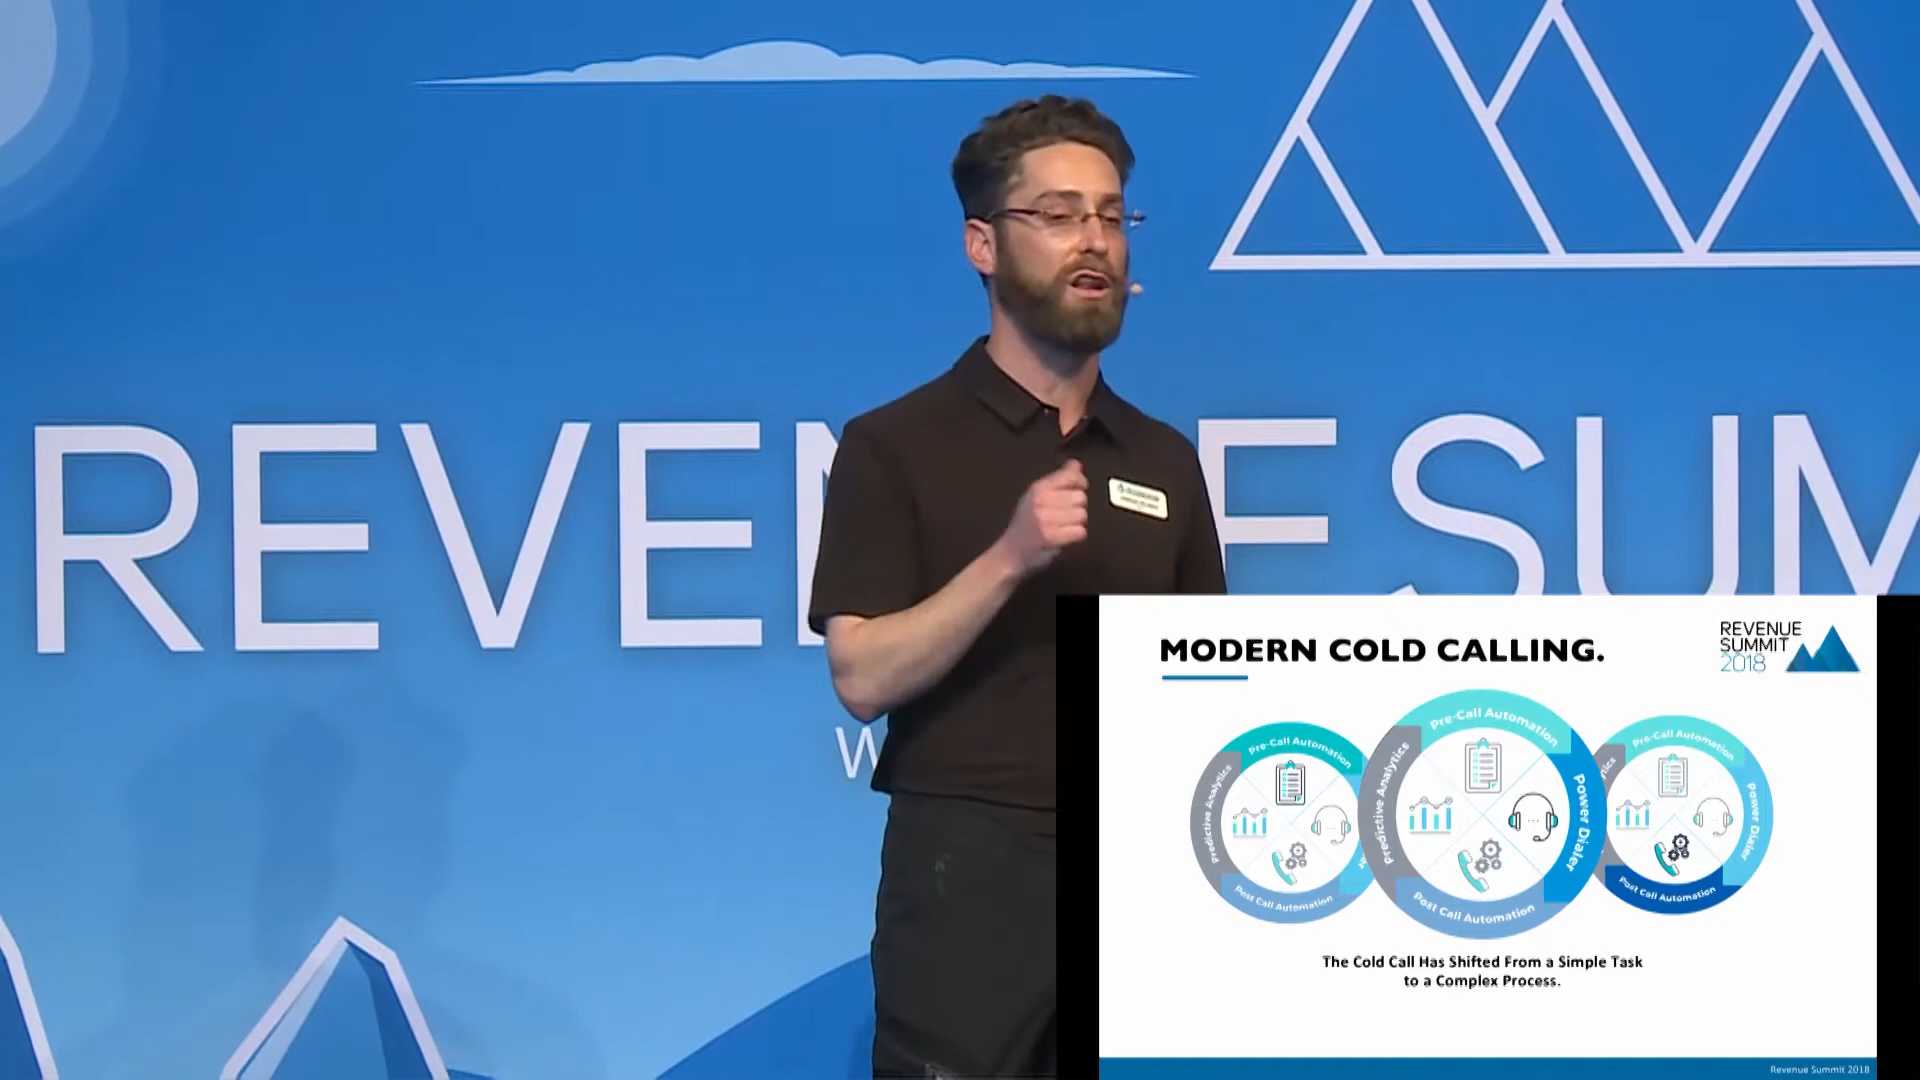 REVEN E SUM
W
MODERN COLD CALLING.
REVENUE
SUMMIT
2018
Pre-Call Automation
Predictive Analytics
Post Call Automation
Pre-Call Automation
Predictive Analytics
Power Dialer
Post Call Automation
Pre-Call Automation
Power Dialer
Post Call Automation
The Cold Call Has Shifted From a Simple Task
to a Complex Process.
Revenue Summit 2018